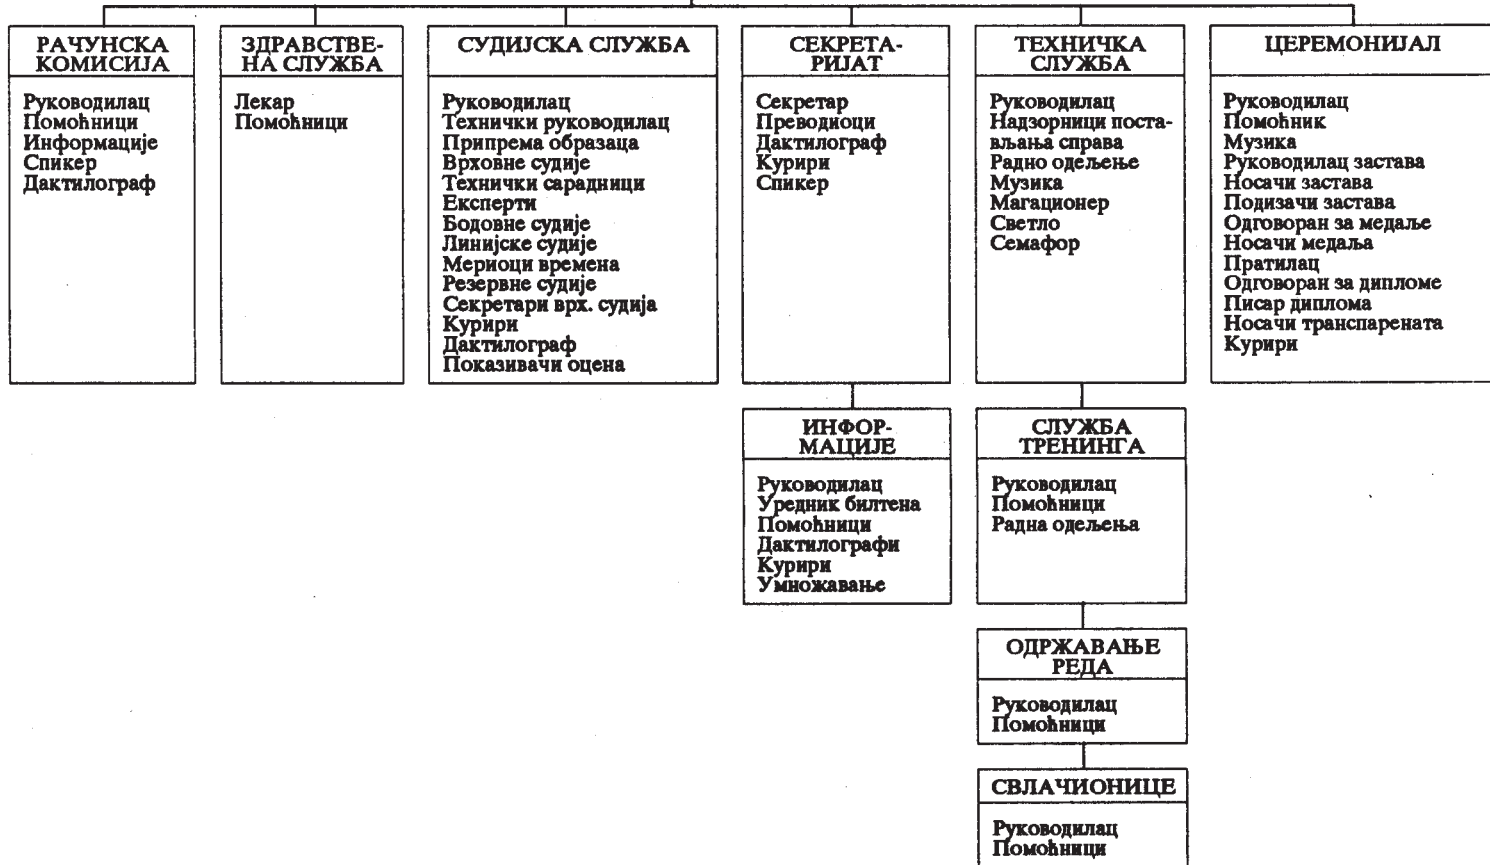 РАЧУНСКА
КОМИСИЈА
Руководилац
Помоћници
Информације
Спикер
Дактилограф
ЗДРАВСТВЕ-
НА СЛУЖБА
Лекар
Помоћници
СУДИЈСКА СЛУЖБА
Руководилац
Технички руководилац
Припрема образаца
Врховне судије
Технички сарадници
Експерти
Бодовне судије
Линијске судије
Мериоци времена
Резервне судије
Секретари врх. судија
Курири
Дактилограф
Показивачи оцена
СЕКРЕТА-
РИЈАТ
Секретар
Преводиоци
Дактилограф
Курири
Спикер
ТЕХНИЧКА
СЛУЖБА
Руководилац
Надзорници поста-
вљања справа
Радно одељење
Музика
Магационер
Светло
Семафор
ЦЕРЕМОНИЈАЛ
Руководилац
Помоћник
Музика
Руководилац застава
Носачи застава
Подизачи застава
Одговоран за медаље
Носачи медаља
Пратилац
Одговоран за дипломе
Писар диплома
Носачи транспарената
Курири
ИНФОР-
МАЦИЈЕ
Руководилац
Уредник билтена
Помоћници
Дактилографи
Курири
Умножавање
СЛУЖБА
ТРЕНИНГА
Руководилац
Помоћници
Радна одељења
ОДРЖАВАЊЕ
РЕДА
Руководилац
Помоћници
СВЛАЧИОНИЦЕ
Руководилац
Помоћници